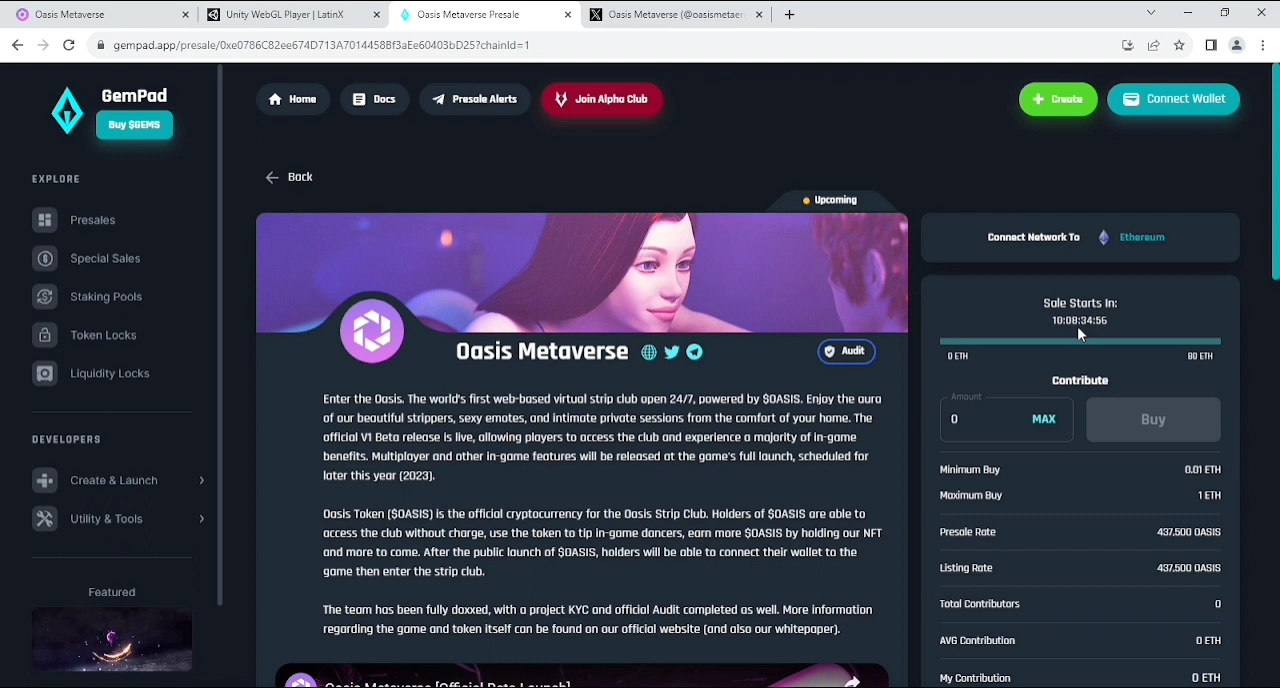 Oasis Metaverse
Unity WebGL Player | LatinX
Oasis Metaverse Presale
Oasis Metaverse (@oasismetaer
gempad.app/presale/0xe0786C82ee674D713A7014458Bf3aEe60403bD25?chainId=1
GemPad
Buy $GEMS
Home
Docs
Presale Alerts
Join Alpha Club
Create
Connect Wallet
EXPLORE
Presales
Special Sales
Staking Pools
Token Locks
Liquidity Locks
DEVELOPERS
Create & Launch
Utility & Tools
Featured
Back
Upcoming
Oasis Metaverse
Audit
Enter the Oasis. The world's first web-based virtual strip club open 24/7, powered by $OASIS. Enjoy the aura
of our beautiful strippers, sexy emotes, and intimate private sessions from the comfort of your home. The
official V1 Beta release is live, allowing players to access the club and experience a majority of in-game
benefits. Multiplayer and other in-game features will be released at the game's full launch, scheduled for
later this year (2023).
Oasis Token ($OASIS) is the official cryptocurrency for the Oasis Strip Club. Holders of $OASIS are able to
access the club without charge, use the token to tip in-game dancers, earn more $OASIS by holding our NFT
and more to come. After the public launch of $OASIS, holders will be able to connect their wallet to the
game then enter the strip club.
The team has been fully doxxed, with a project KYC and official Audit completed as well. More information
regarding the game and token itself can be found on our official website (and also our whitepaper).
Oasis Metaverse [Official Beta Launch]
Connect Network To Ethereum
Sale Starts In:
10:08:34:56
0 ETH
80 ETH
Contribute
Amount
0
MAX
Buy
Minimum Buy 0.01 ETH
Maximum Buy 1 ETH
Presale Rate 437,500 OASIS
Listing Rate 437,500 OASIS
Total Contributors 0
AVG Contribution 0 ETH
My Contribution 0 ETH